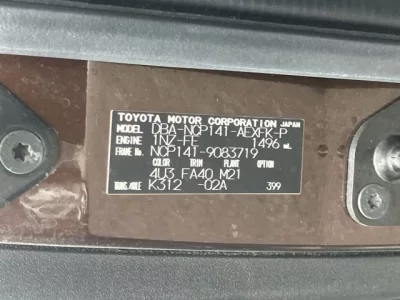 TOYOTA MOTOR CORPORATION JAPAN
MODEL DBA-NCP141-AEXFK-P
ENGINE 1NZ-FE 1496 mL
FRAME No. NCP141-9083719
COLOR TRIM PLANT OPTION
4U3 FA40 M21
TRANS./AXLE K312 -02A 399